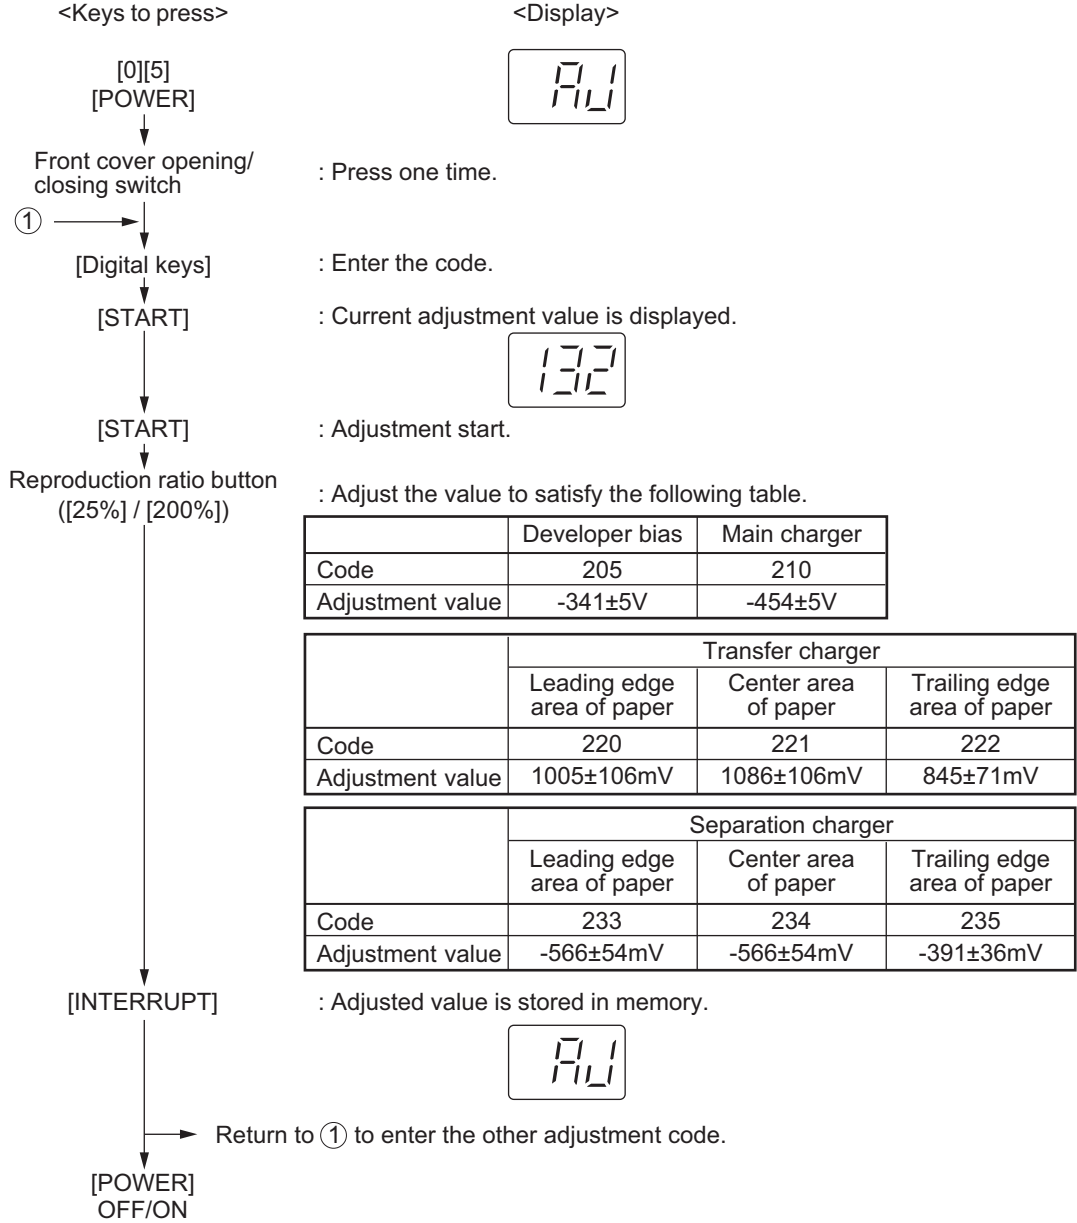 <Keys to press> <Display>
[0][5]
[POWER]
AJ
Front cover opening/
closing switch
: Press one time.
①
[Digital keys] : Enter the code.
[START] : Current adjustment value is displayed.
132
[START] : Adjustment start.
Reproduction ratio button
([25%] / [200%])
: Adjust the value to satisfy the following table.
Developer bias Main charger
Code 205 210
Adjustment value -341±5V -454±5V
Transfer charger
Leading edge area of paper Center area of paper Trailing edge area of paper
Code 220 221 222
Adjustment value 1005±106mV 1086±106mV 845±71mV
Separation charger
Leading edge area of paper Center area of paper Trailing edge area of paper
Code 233 234 235
Adjustment value -566±54mV -566±54mV -391±36mV
[INTERRUPT] : Adjusted value is stored in memory.
AJ
Return to ① to enter the other adjustment code.
[POWER]
OFF/ON